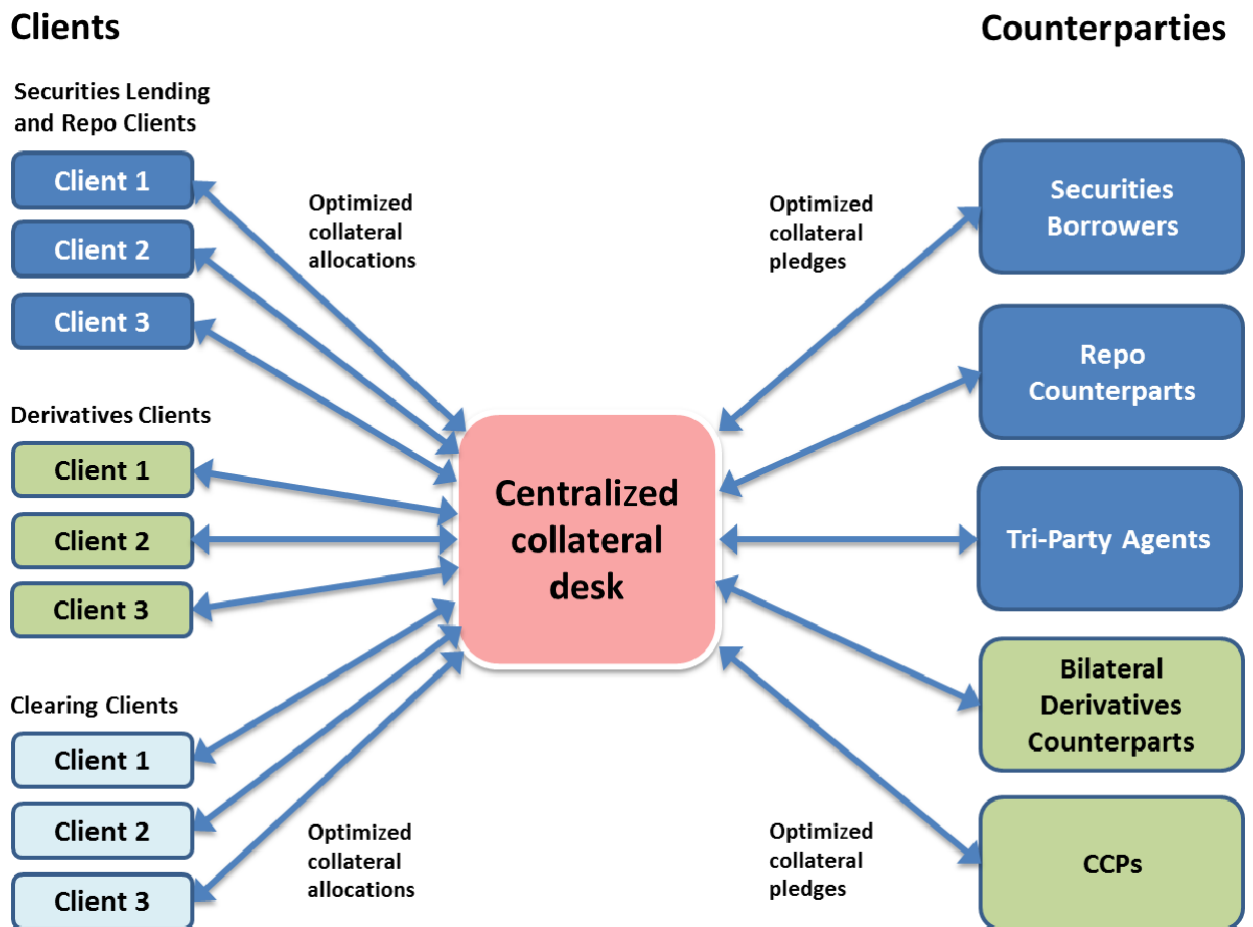 Clients
Securities Lending
and Repo Clients
Client 1
Client 2
Client 3
Derivatives Clients
Client 1
Client 2
Client 3
Clearing Clients
Client 1
Client 2
Client 3
Optimized
collateral
allocations
Optimized
collateral
allocations
Centralized
collateral
desk
Optimized
collateral
pledges
Optimized
collateral
pledges
Counterparties
Securities
Borrowers
Repo
Counterparts
Tri-Party Agents
Bilateral
Derivatives
Counterparts
CCPs